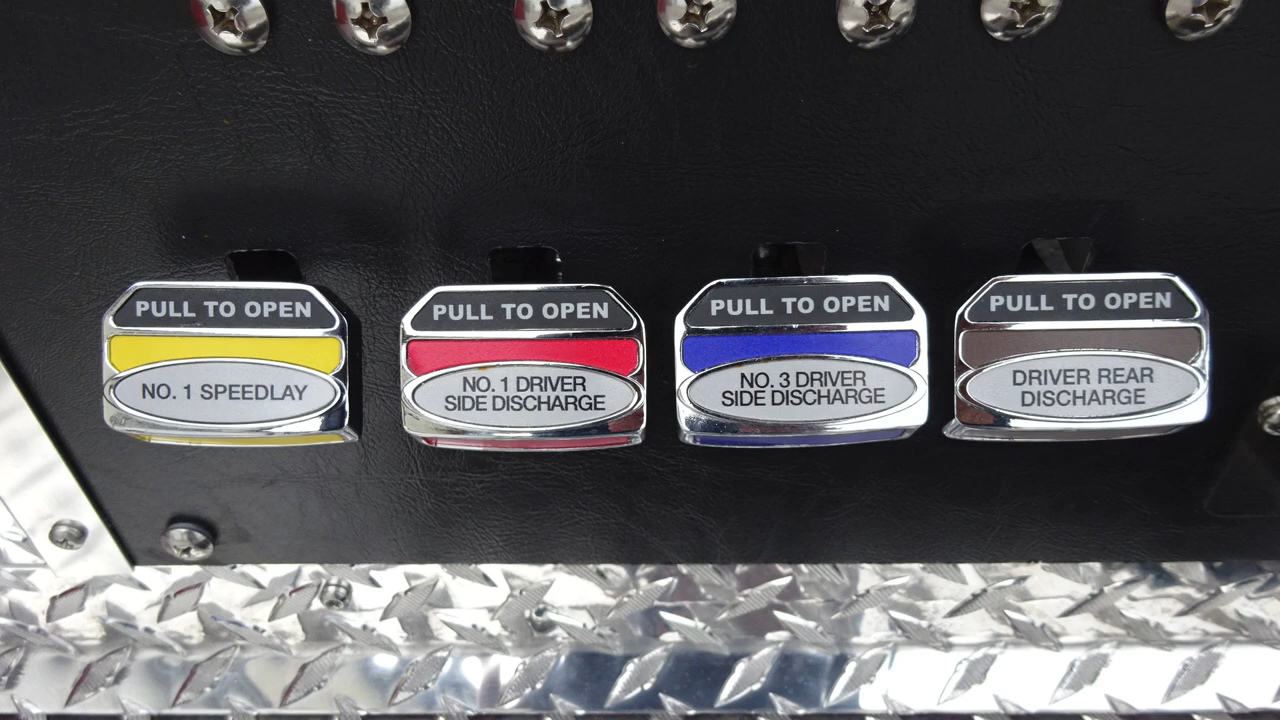 PULL TO OPEN
NO. 1 SPEEDLAY
PULL TO OPEN
NO. 1 DRIVER
SIDE DISCHARGE
PULL TO OPEN
NO. 3 DRIVER
SIDE DISCHARGE
PULL TO OPEN
DRIVER REAR
DISCHARGE